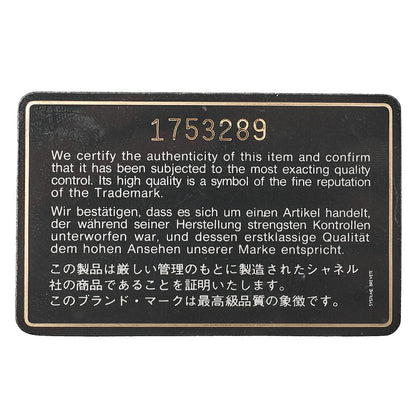 1753289
We certify the authenticity of this item and confirm
that it has been subjected to the most exacting quality
control. Its high quality is a symbol of the fine reputation
of the Trademark.
Wir bestätigen, dass es sich um einen Artikel handelt,
der während seiner Herstellung strengsten Kontrollen
unterworfen war, und dessen erstklassige Qualität
dem hohen Ansehen unserer Marke entspricht.
この製品は厳しい管理のもとに製造されたシャネル
社の商品であることを証明いたします。
このブランド・マークは最高級品質の象徴です。
SYSTEME BREVETE